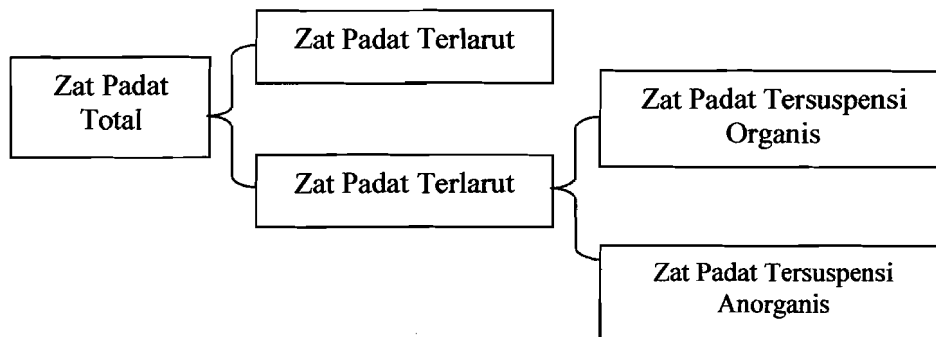 Zat Padat Terlarut
Zat Padat
Total
Zat Padat Tersuspensi
Organis
Zat Padat Terlarut
Zat Padat Tersuspensi
Anorganis